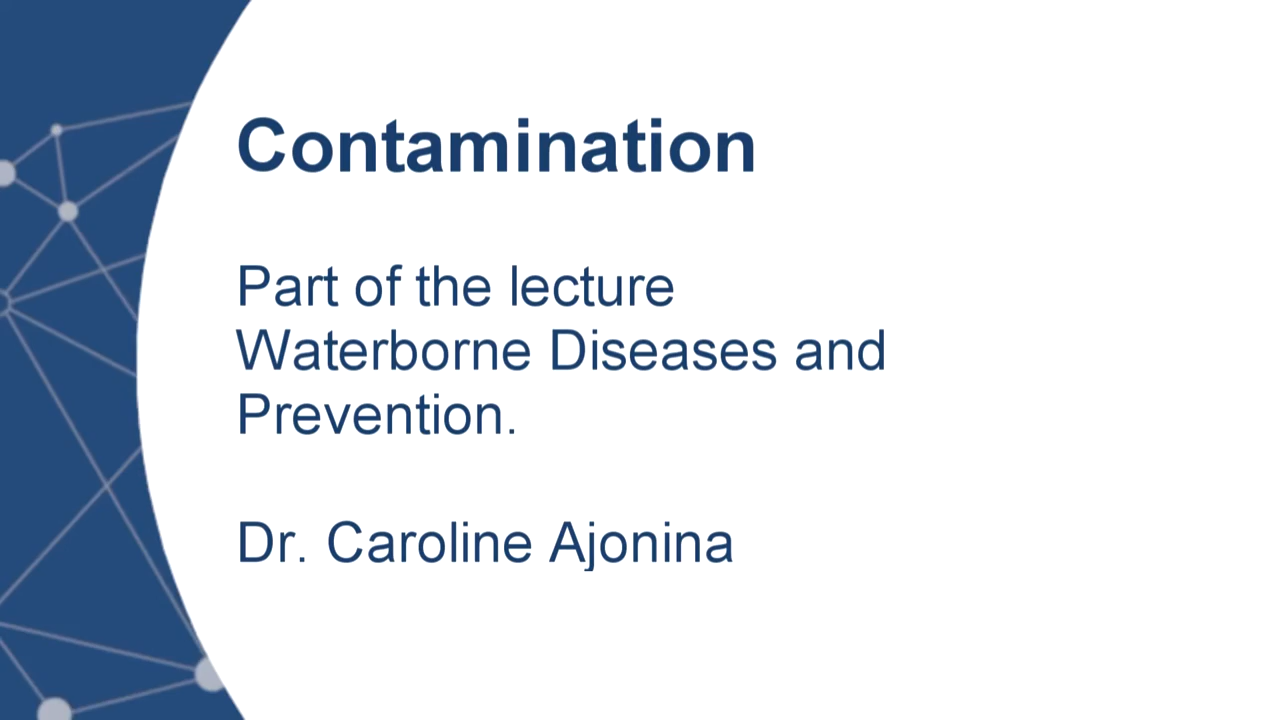 Contamination
Part of the lecture
Waterborne Diseases and
Prevention.
Dr. Caroline Ajonina